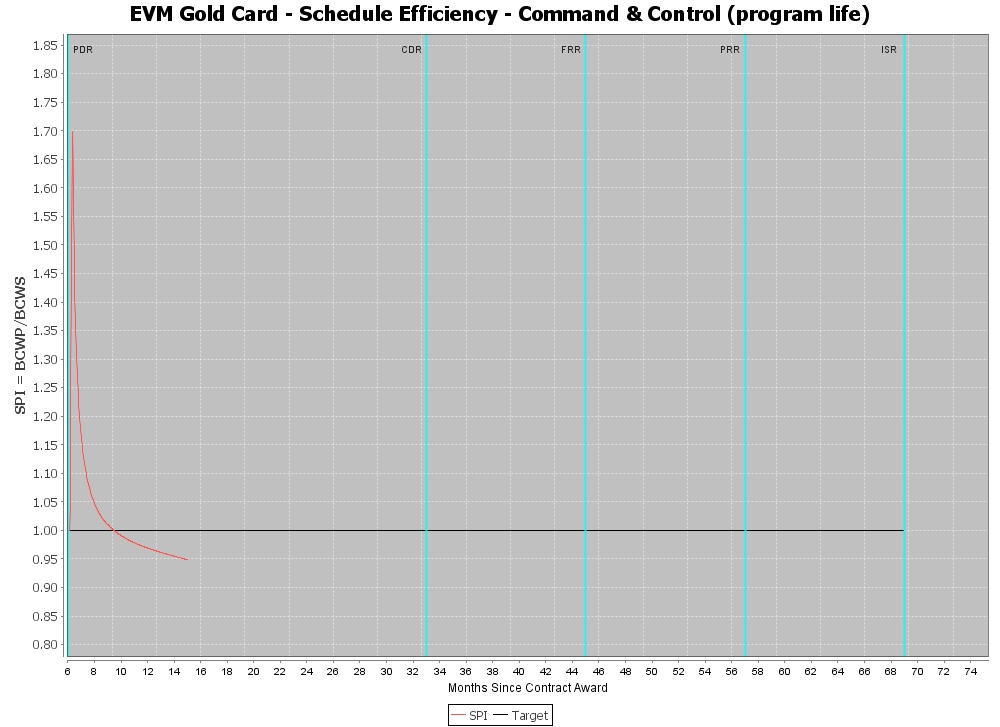 EVM Gold Card - Schedule Efficiency - Command & Control (program life)
PDR
CDR
FRR
PRR
ISR
SPI = BCWP/BCWS
1.85
1.80
1.75
1.70
1.65
1.60
1.55
1.50
1.45
1.40
1.35
1.30
1.25
1.20
1.15
1.10
1.05
1.00
0.95
0.90
0.85
0.80
6 8 10 12 14 16 18 20 22 24 26 28 30 32 34 36 38 40 42 44 46 48 50 52 54 56 58 60 62 64 66 68 70 72 74
Months Since Contract Award
SPI Target